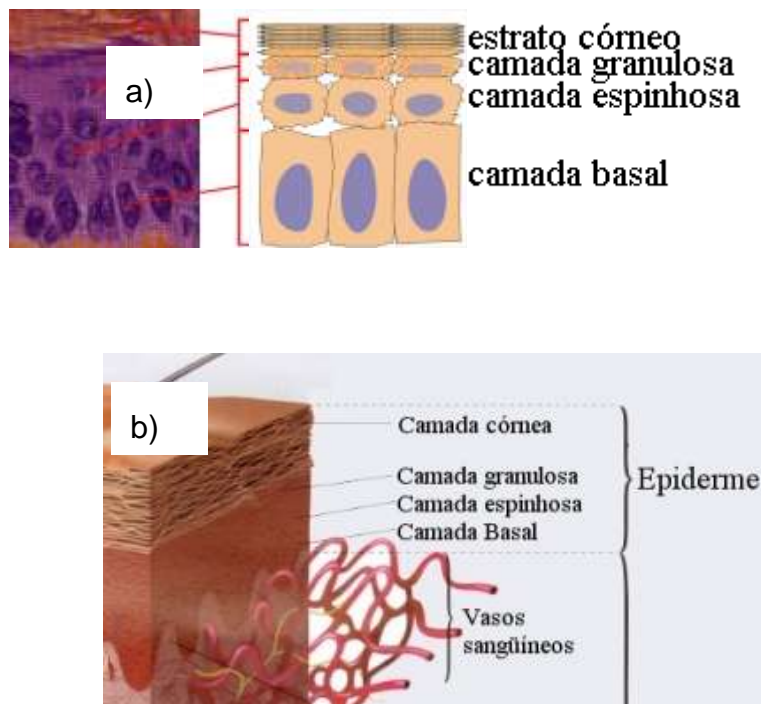 a)
estrato córneo
camada granulosa
camada espinhosa
camada basal
b)
Camada córnea
Camada granulosa
Camada espinhosa
Camada Basal
Epiderme
Vasos
sangüíneos